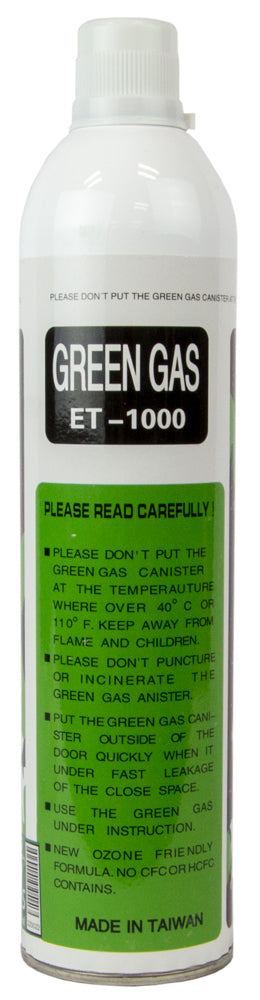 PLEASE DON'T PUT THE GREEN GAS CANISTER AT
GREEN GAS
ET-1000
PLEASE READ CAREFULLY!
■ PLEASE DON'T PUT THE
GREEN GAS CANISTER
AT THE TEMPERAUTURE
WHERE OVER 40° C OR
110° F. KEEP AWAY FROM
FLAME AND CHILDREN.
■ PLEASE DON'T PUNCTURE
OR INCINERATE THE
GREEN GAS ANISTER.
■ PUT THE GREEN GAS CANI-
STER OUTSIDE OF THE
DOOR QUICKLY WHEN IT
UNDER FAST LEAKAGE
OF THE CLOSE SPACE.
■ USE THE GREEN GAS
UNDER INSTRUCTION.
■ NEW OZONE FRIENDLY
FORMULA. NO CFC OR HCFC
CONTAINS.
MADE IN TAIWAN